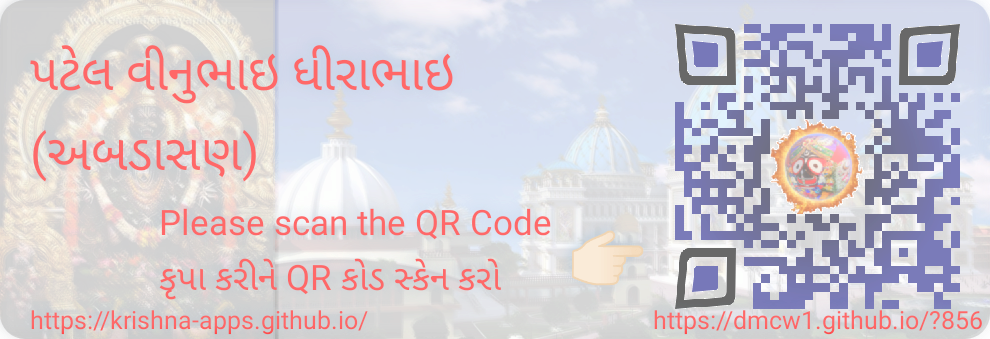 પટેલ વીનુભાઇ ધીરાભાઇ
(અબડાસણ)
Please scan the QR Code
કૃપા કરીને QR કોડ સ્કેન કરો
https://krishna-apps.github.io/
https://dmcw1.github.io/?856